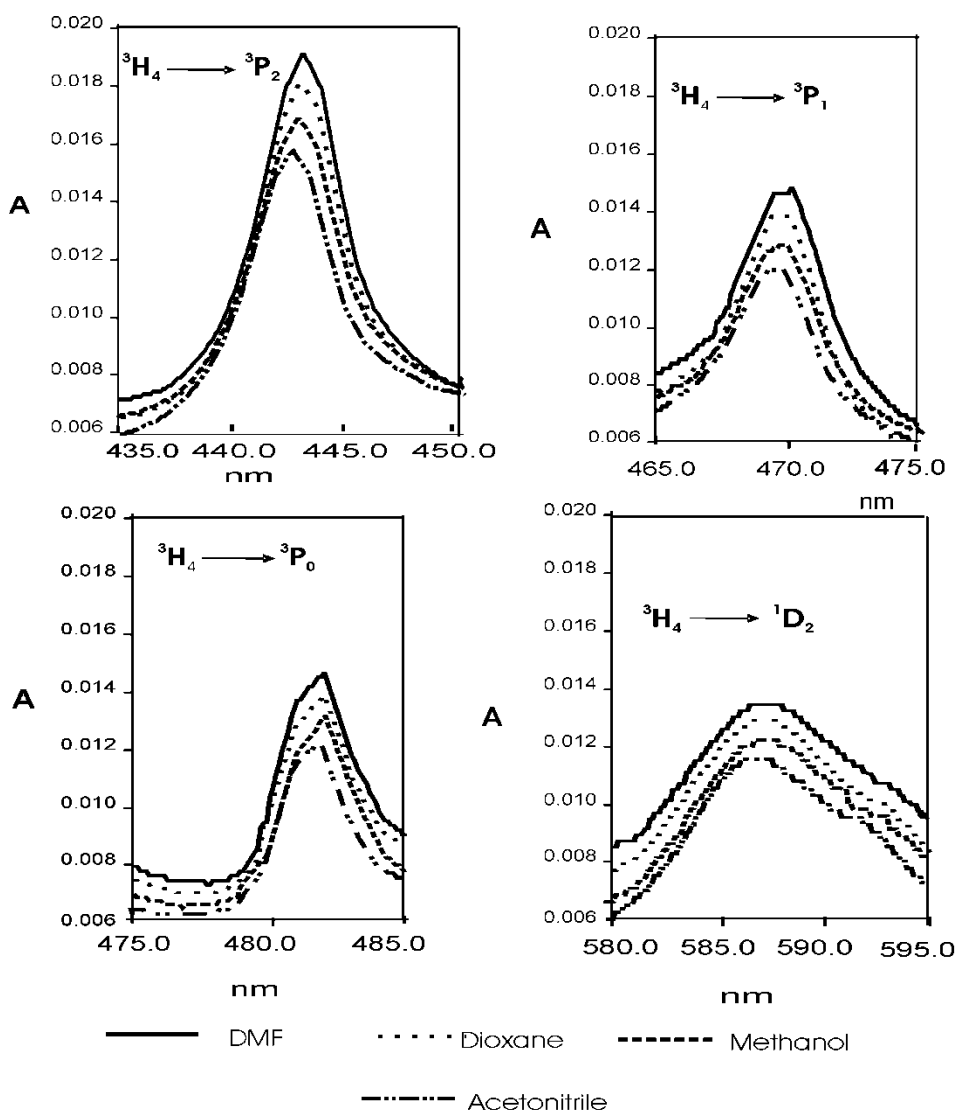 0.020
0.018
0.016
0.014
0.012
0.010
0.008
0.006
A
³H₄ → ³P₂
435.0 440.0 445.0 450.0
nm
0.020
0.018
0.016
0.014
0.012
0.010
0.008
0.006
A
³H₄ → ³P₁
465.0 470.0 475.0
nm
0.020
0.018
0.016
0.014
0.012
0.010
0.008
0.006
A
³H₄ → ³P₀
475.0 480.0 485.0
nm
0.020
0.018
0.016
0.014
0.012
0.010
0.008
0.006
A
³H₄ → ¹D₂
580.0 585.0 590.0 595.0
nm
DMF Dioxane Methanol
Acetonitrile